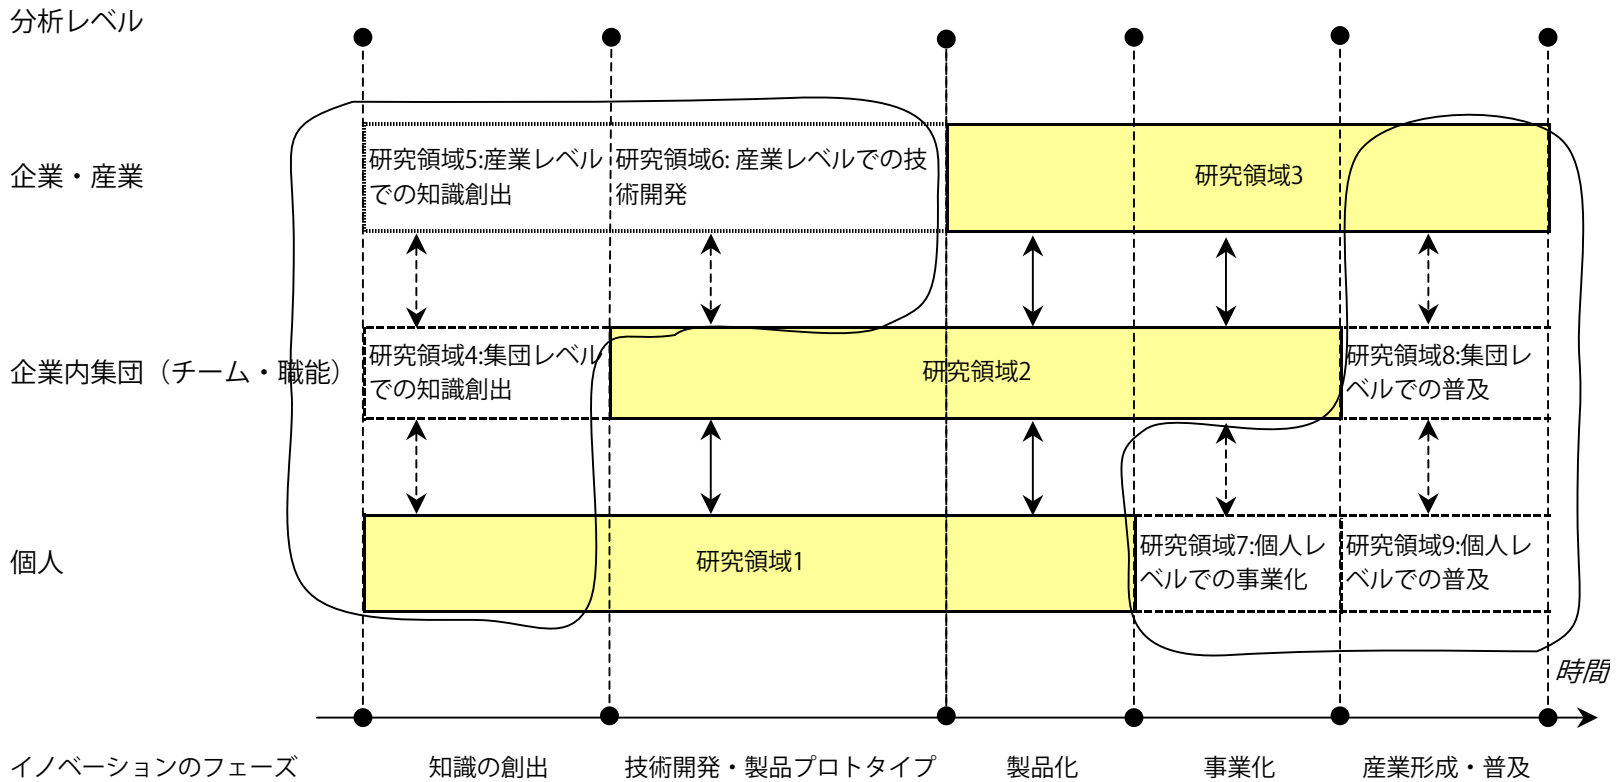 分析レベル
企業・産業
研究領域5:産業レベル
での知識創出
研究領域6: 産業レベルでの技
術開発
研究領域3
企業内集団（チーム・職能）
研究領域4:集団レベル
での知識創出
研究領域2
研究領域8:集団レ
ベルでの普及
個人
研究領域1
研究領域7:個人レ
ベルでの事業化
研究領域9:個人レ
ベルでの普及
時間
イノベーションのフェーズ
知識の創出
技術開発・製品プロトタイプ
製品化
事業化
産業形成・普及